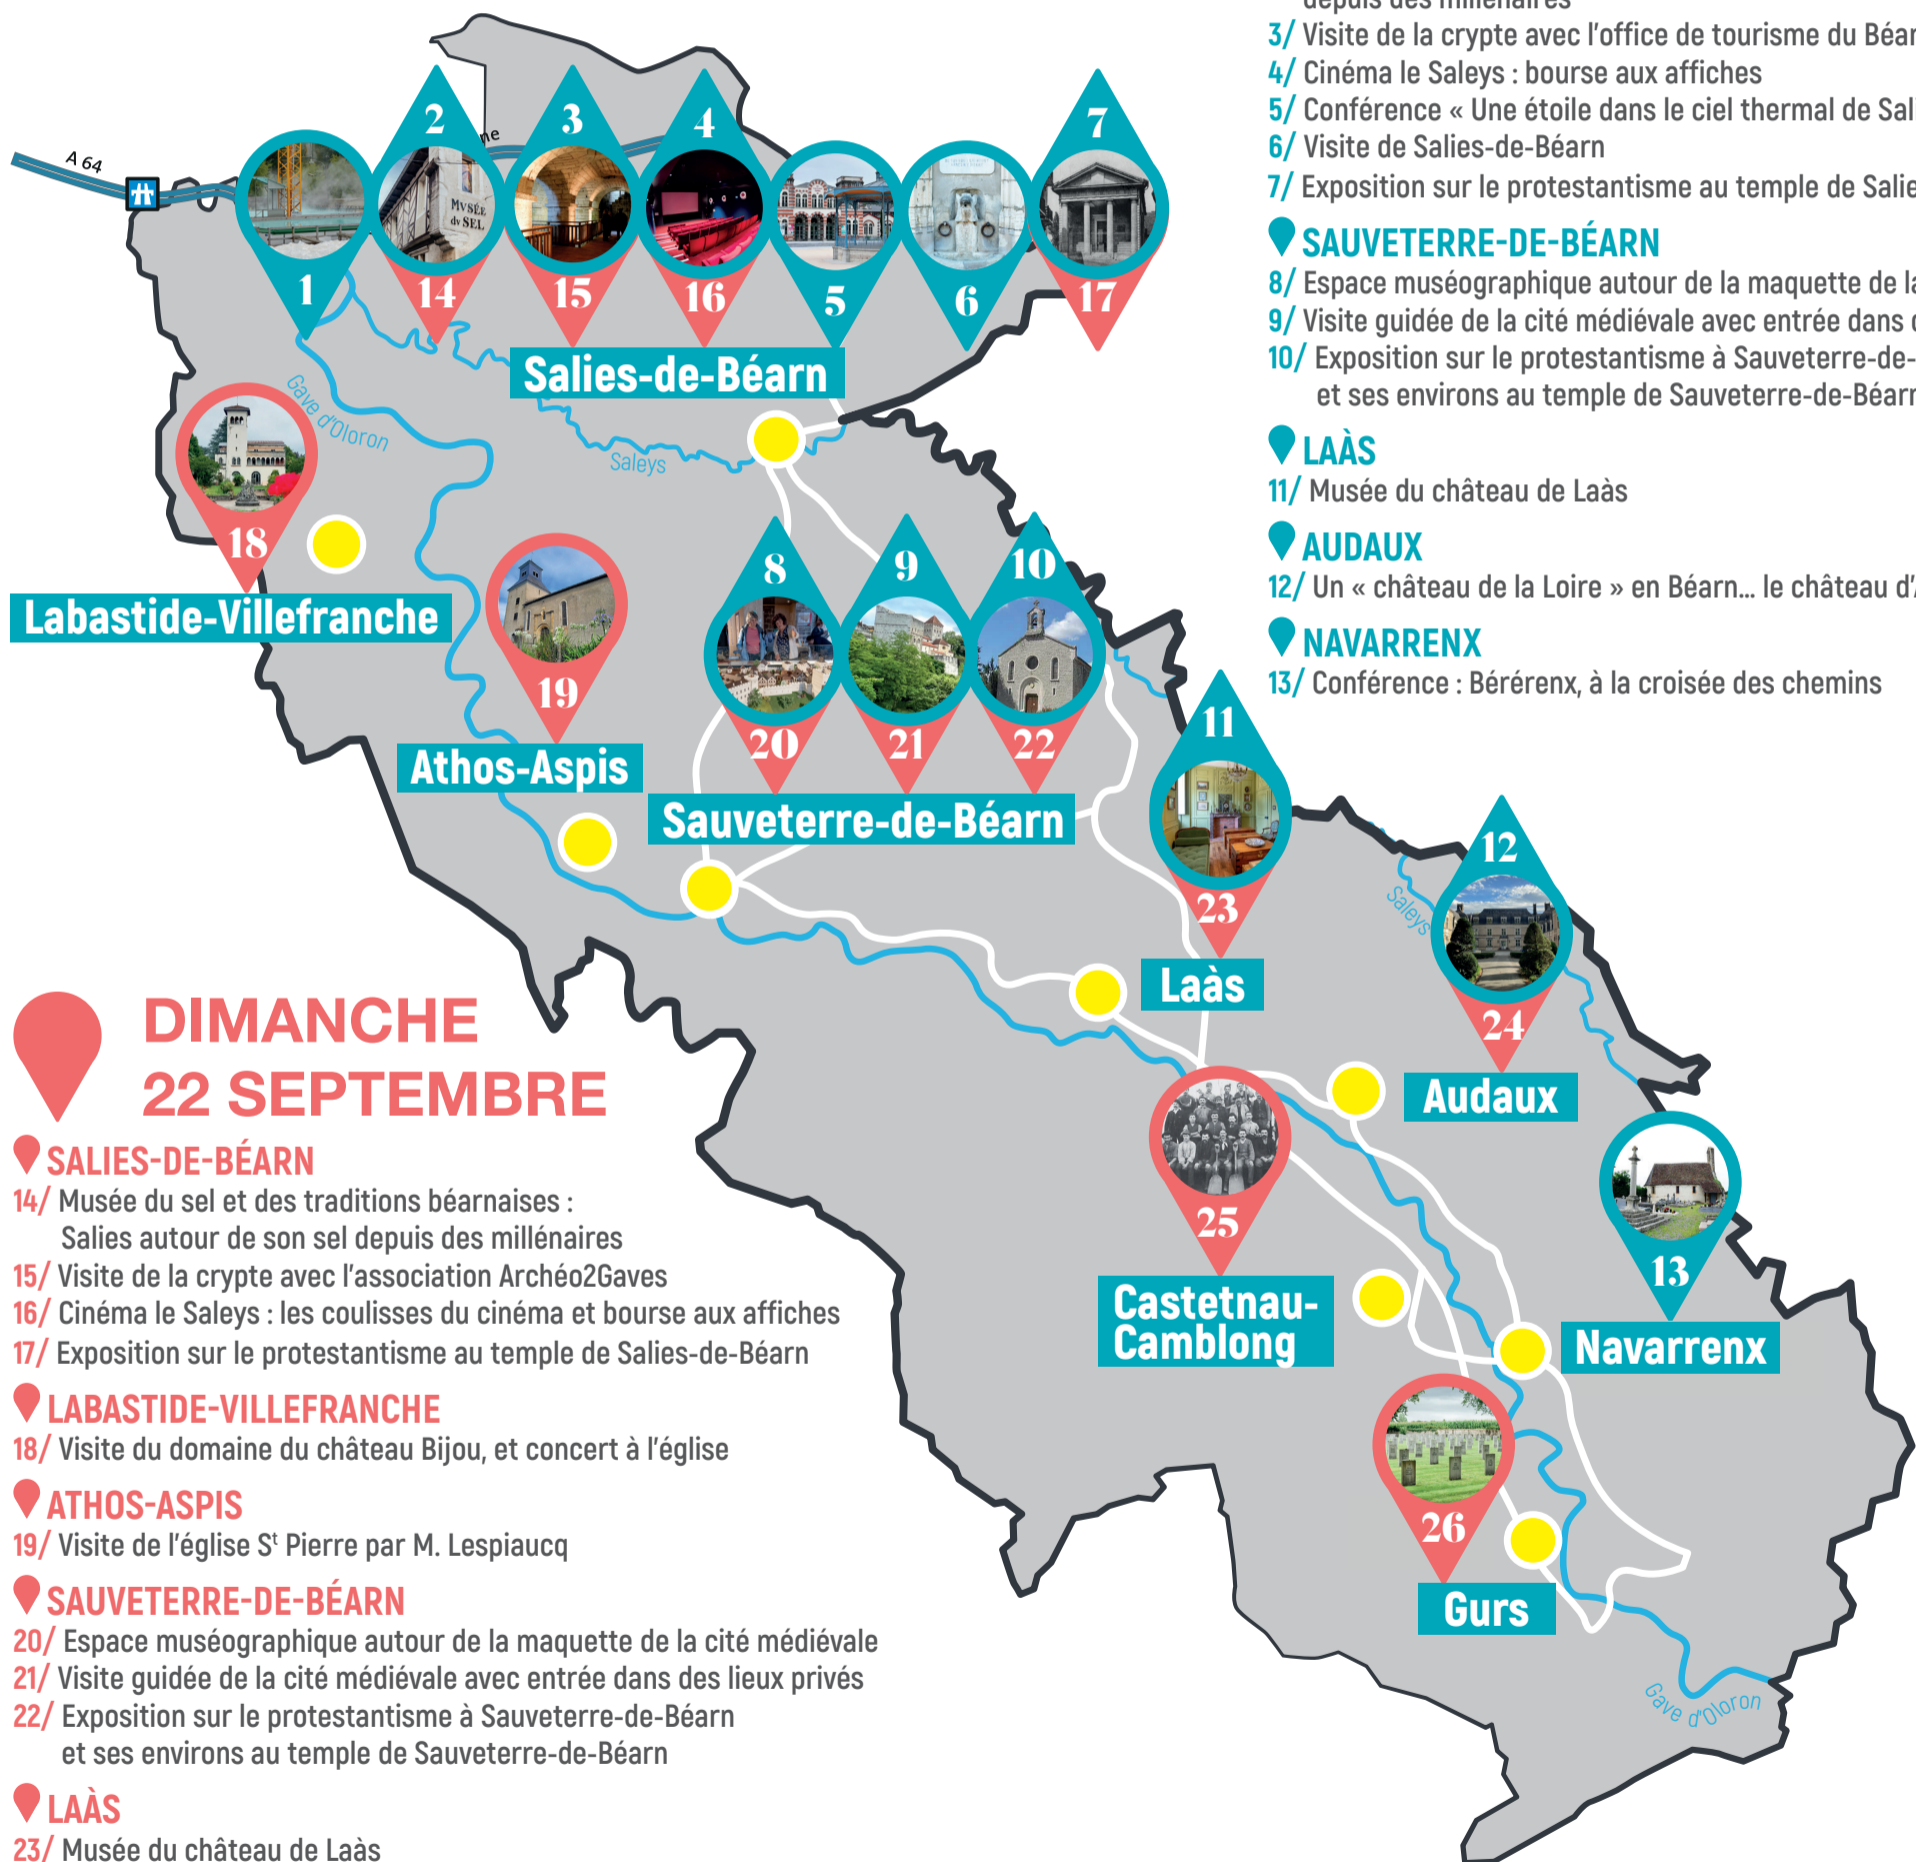 depuis des millénaires
3/ Visite de la crypte avec l'office de tourisme du
4/ Cinéma le Saleys : bourse aux affiches
5/ Conférence « Une étoile dans le ciel thermal de
6/ Visite de Salies-de-Béarn
7/ Exposition sur le protestantisme au temple de
SAUVETERRE-DE-BÉARN
8/ Espace muséographique autour de la maquette de
9/ Visite guidée de la cité médiévale avec entrée dans
10/ Exposition sur le protestantisme à Sauveterre-de-
et ses environs au temple de Sauveterre-de-Béarn
LAÀS
11/ Musée du château de Laàs
AUDAUX
12/ Un « château de la Loire » en Béarn... le château
NAVARRENX
13/ Conférence : Bérérenx, à la croisée des chemins
A 64
1
2
MVSÉE
dv SEL
14
3
15
4
16
5
6
7
17
Salies-de-Béarn
Gave d'Oloron
Saleys
18
Labastide-Villefranche
19
Athos-Aspis
8
20
9
21
10
22
Sauveterre-de-Béarn
11
23
Laàs
Saleys
12
24
Audaux
25
Castetnau-
Camblong
13
Navarrenx
26
Gurs
Gave d'Oloron
DIMANCHE
22 SEPTEMBRE
SALIES-DE-BÉARN
14/ Musée du sel et des traditions béarnaises :
Salies autour de son sel depuis des millénaires
15/ Visite de la crypte avec l'association Archéo2Gaves
16/ Cinéma le Saleys : les coulisses du cinéma et bourse aux affiches
17/ Exposition sur le protestantisme au temple de Salies-de-Béarn
LABASTIDE-VILLEFRANCHE
18/ Visite du domaine du château Bijou, et concert à l'église
ATHOS-ASPIS
19/ Visite de l'église St Pierre par M. Lespiaucq
SAUVETERRE-DE-BÉARN
20/ Espace muséographique autour de la maquette de la cité médiévale
21/ Visite guidée de la cité médiévale avec entrée dans des lieux privés
22/ Exposition sur le protestantisme à Sauveterre-de-Béarn
et ses environs au temple de Sauveterre-de-Béarn
LAÀS
23/ Musée du château de Laàs